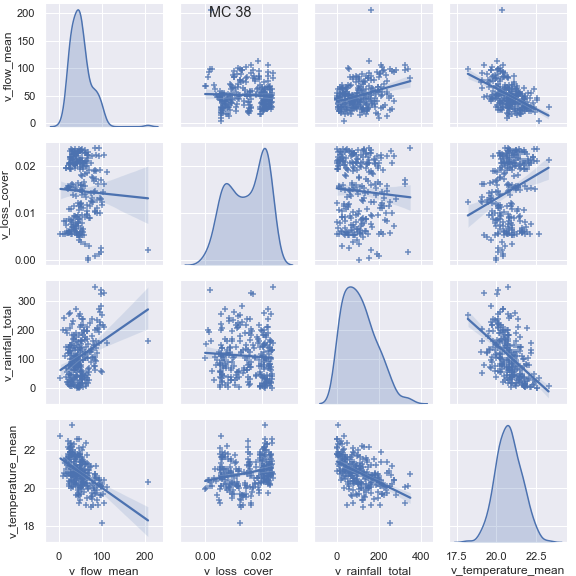 MC 38
v_flow_mean
200
150
100
50
0
v_loss_cover
0.02
0.01
0.00
v_rainfall_total
300
200
100
0
v_temperature_mean
22
20
18
0 100 200
0.00 0.02
0 200 400
17.5 20.0 22.5
v_flow_mean
v_loss_cover
v_rainfall_total
v_temperature_mean